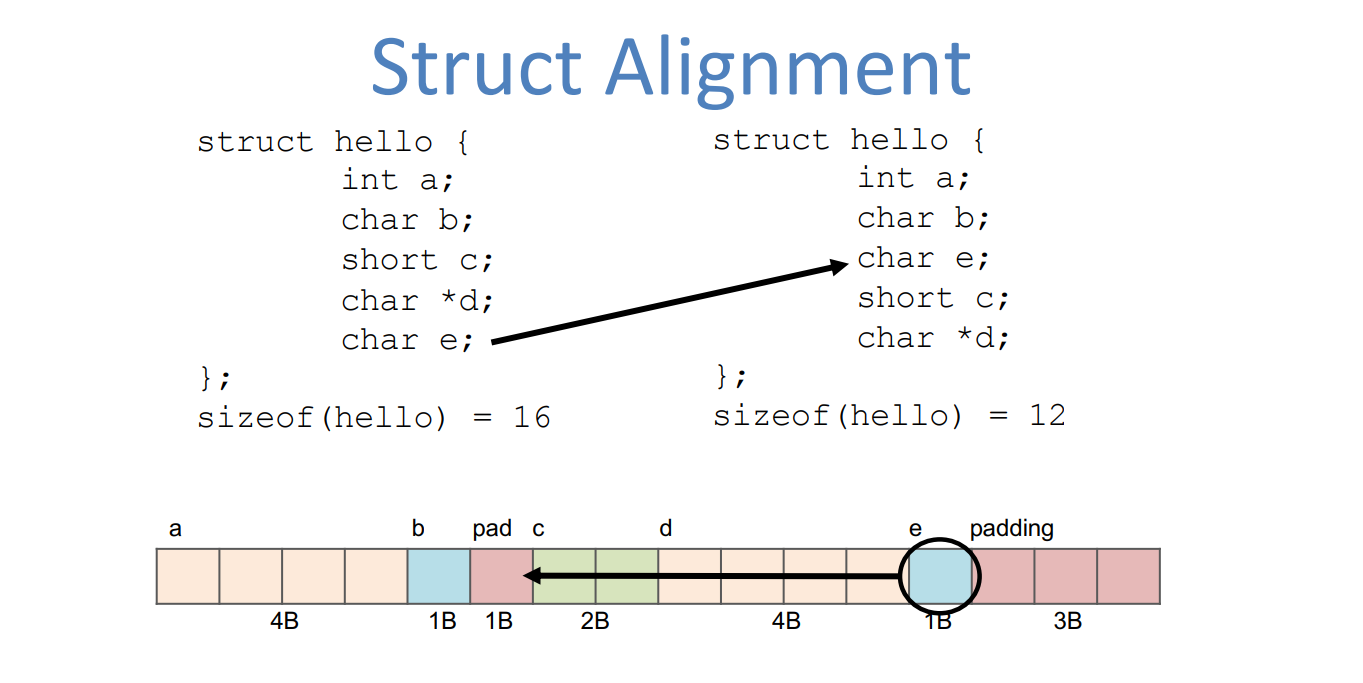 Struct Alignment
struct hello {
int a;
char b;
short c;
char *d;
char e;
};
sizeof(hello) = 16
struct hello {
int a;
char b;
char e;
short c;
char *d;
};
sizeof(hello) = 12
a b pad c d e padding
4B 1B 1B 2B 4B 1B 3B